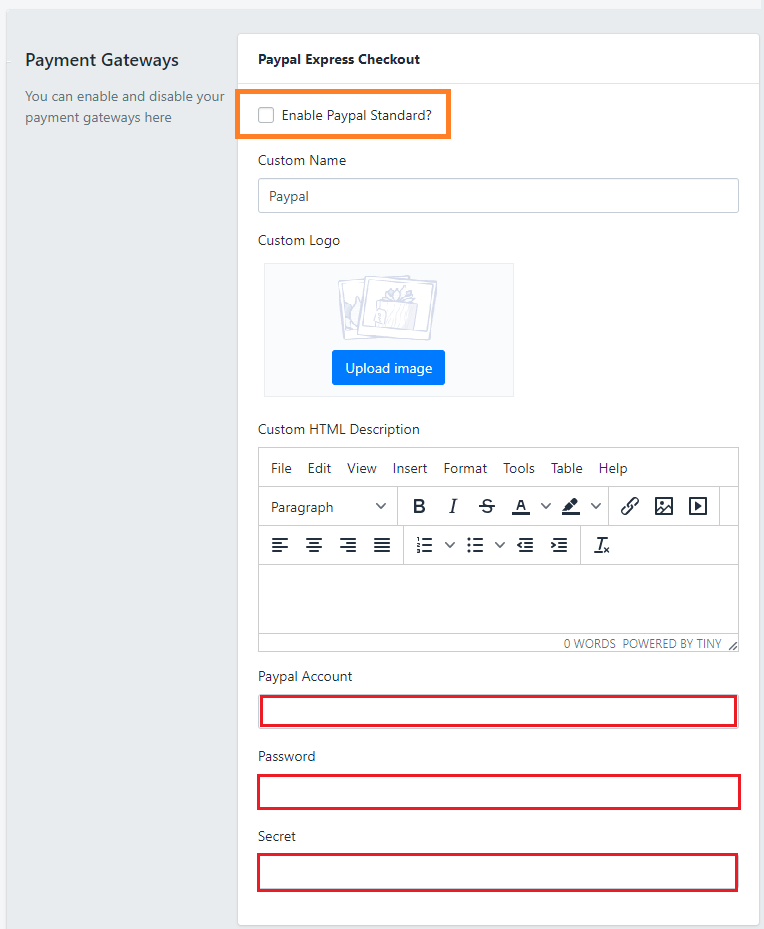 Payment Gateways
You can enable and disable your
payment gateways here
Paypal Express Checkout
Enable Paypal Standard?
Custom Name
Paypal
Custom Logo
Upload image
Custom HTML Description
File Edit View Insert Format Tools Table Help
Paragraph
0 WORDS POWERED BY TINY
Paypal Account
Password
Secret